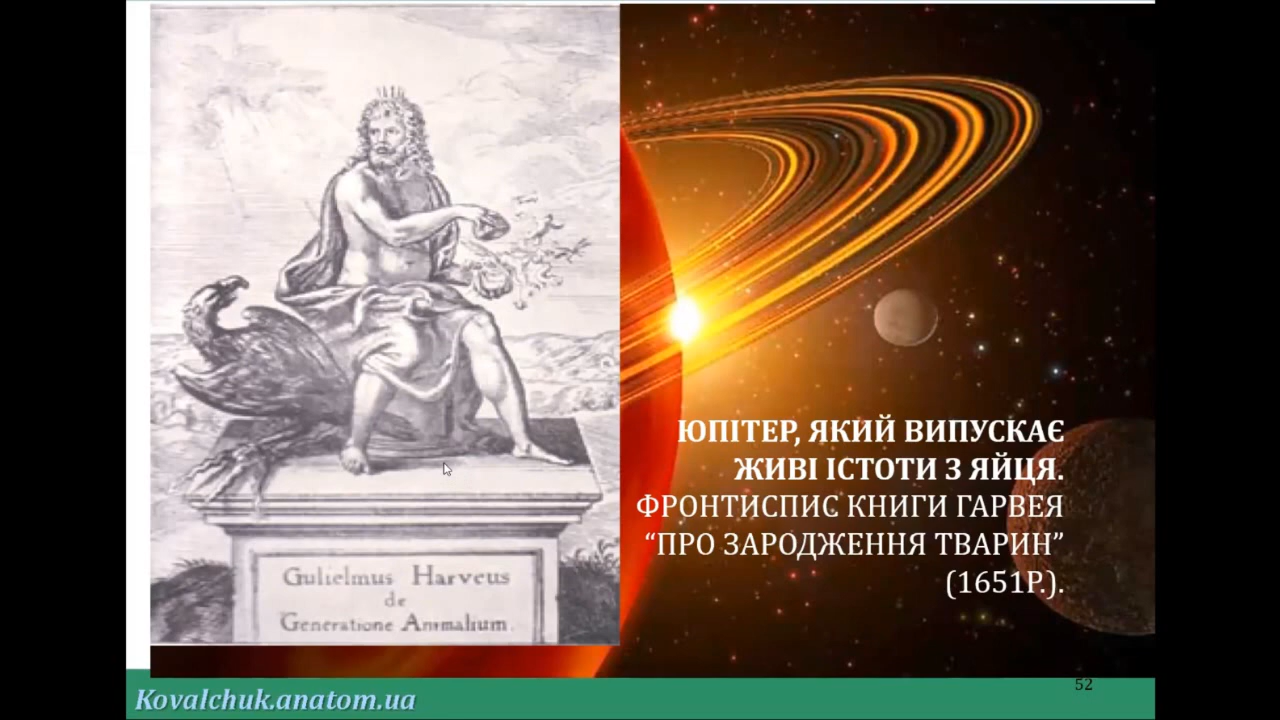 Gulielmus Harveus
de
Generatione Animalium.
ЮПІТЕР, ЯКИЙ ВИПУСКАЄ
ЖИВІ ІСТОТИ З ЯЙЦЯ.
ФРОНТИСПИС КНИГИ ГАРВЕЯ
“ПРО ЗАРОДЖЕННЯ ТВАРИН”
(1651Р.).
Kovalchuk.anatom.ua
52